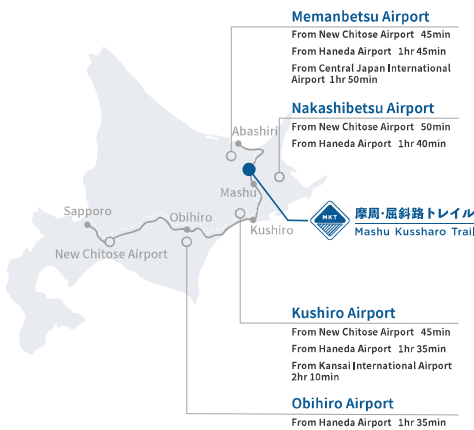 Memanbetsu Airport
From New Chitose Airport 45min
From Haneda Airport 1hr 45min
From Central Japan International
Airport 1hr 50min
Nakashibetsu Airport
From New Chitose Airport 50min
From Haneda Airport 1hr 40min
Abashiri
Mashu
Sapporo
Obihiro
Kushiro
New Chitose Airport
MKT
摩周・屈斜路トレイル
Mashu Kussharo Trail
Kushiro Airport
From New Chitose Airport 45min
From Haneda Airport 1hr 35min
From Kansai International Airport
2hr 10min
Obihiro Airport
From Haneda Airport 1hr 35min